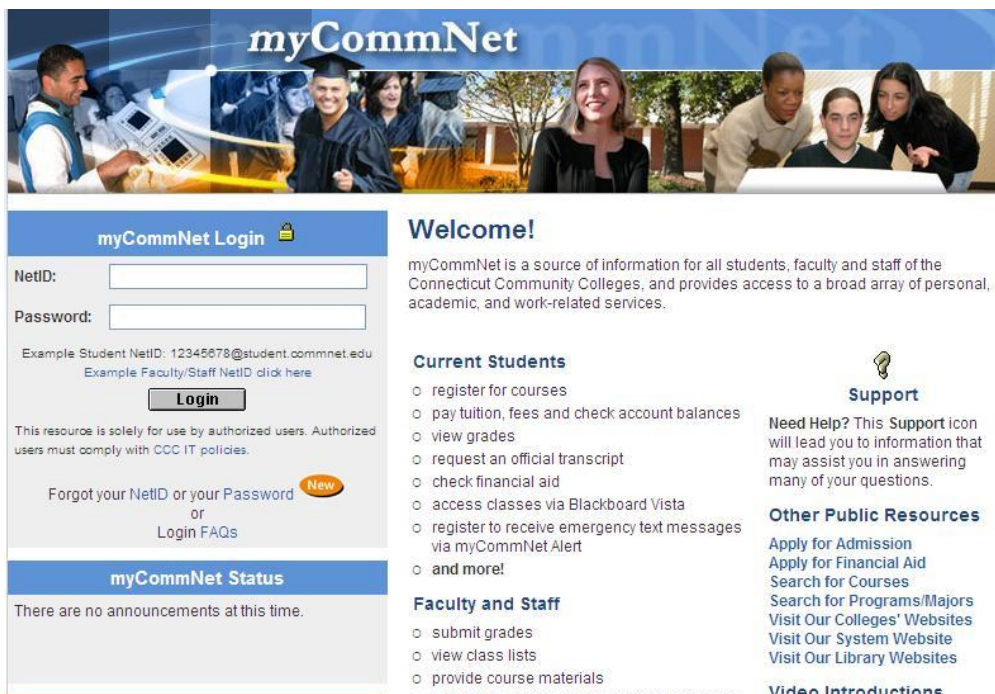 myCommNet
myCommNet Login
NetID:
Password:
Example Student NetID: 12345678@student.commnet.edu
Example Faculty/Staff NetID click here
Login
This resource is solely for use by authorized users. Authorized
users must comply with CCC IT policies.
Forgot your NetID or your Password New
or
Login FAQs
myCommNet Status
There are no announcements at this time.
Welcome!
myCommNet is a source of information for all students, faculty and staff of the
Connecticut Community Colleges, and provides access to a broad array of personal,
academic, and work-related services.
Current Students
register for courses
pay tuition, fees and check account balances
view grades
request an official transcript
check financial aid
access classes via Blackboard Vista
register to receive emergency text messages
via myCommNet Alert
and more!
Faculty and Staff
submit grades
view class lists
provide course materials
Support
Need Help? This Support icon
will lead you to information that
may assist you in answering
many of your questions.
Other Public Resources
Apply for Admission
Apply for Financial Aid
Search for Courses
Search for Programs/Majors
Visit Our Colleges' Websites
Visit Our System Website
Visit Our Library Websites
Video Introductions